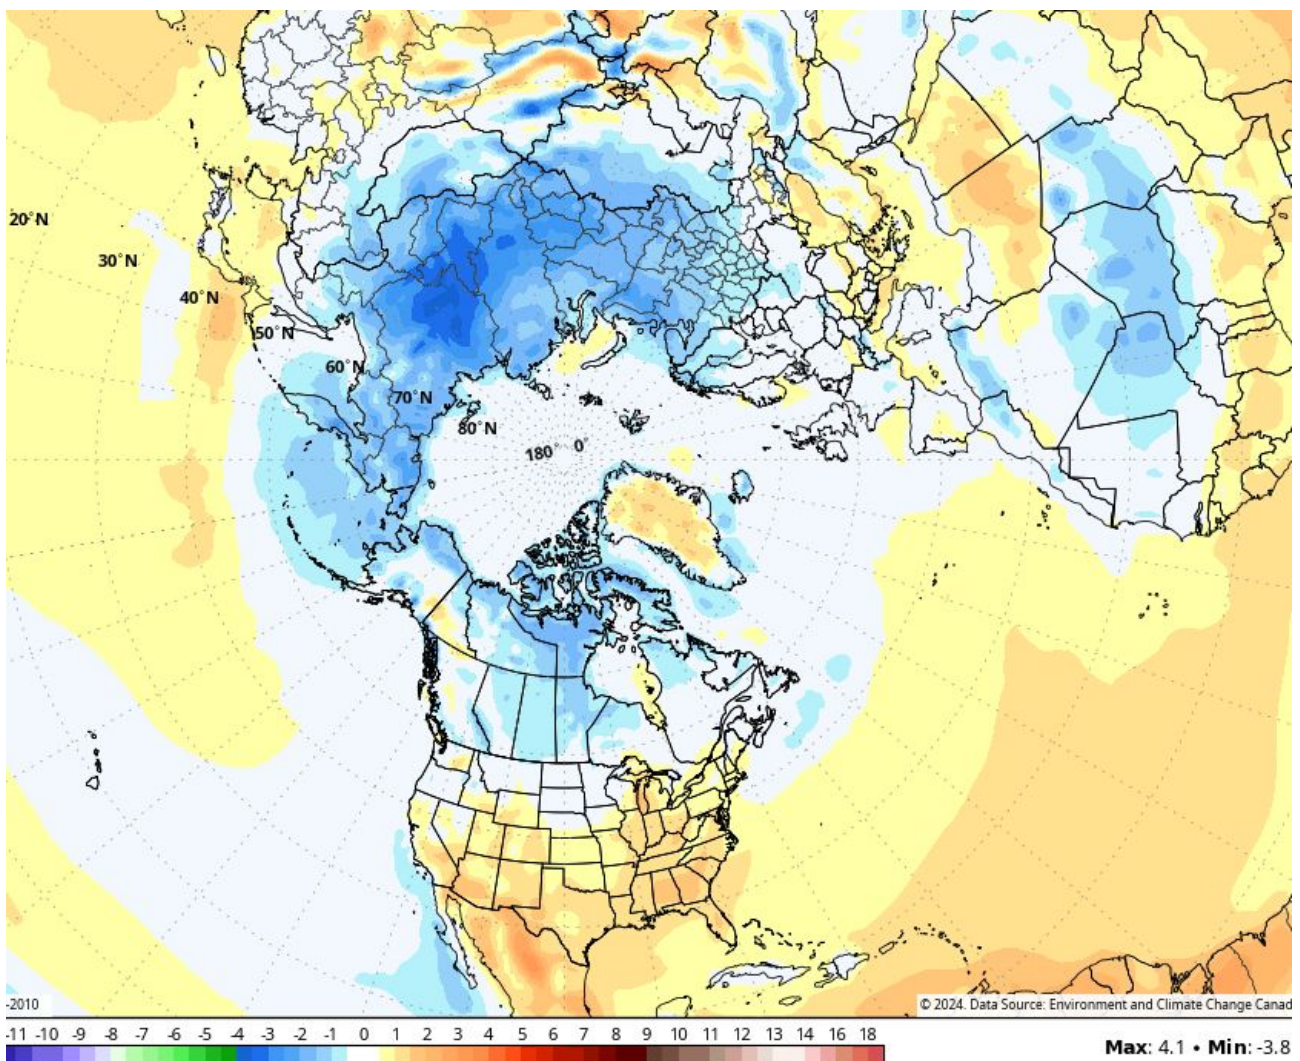 20°N
30°N
40°N
50°N
60°N
70°N
80°N
180° 0°
-2010
© 2024. Data Source: Environment and Climate Change Canad
-11 -10 -9 -8 -7 -6 -5 -4 -3 -2 -1 0 1 2 3 4 5 6 7 8 9 10 11 12 13 14 16 18
Max: 4.1 • Min: -3.8